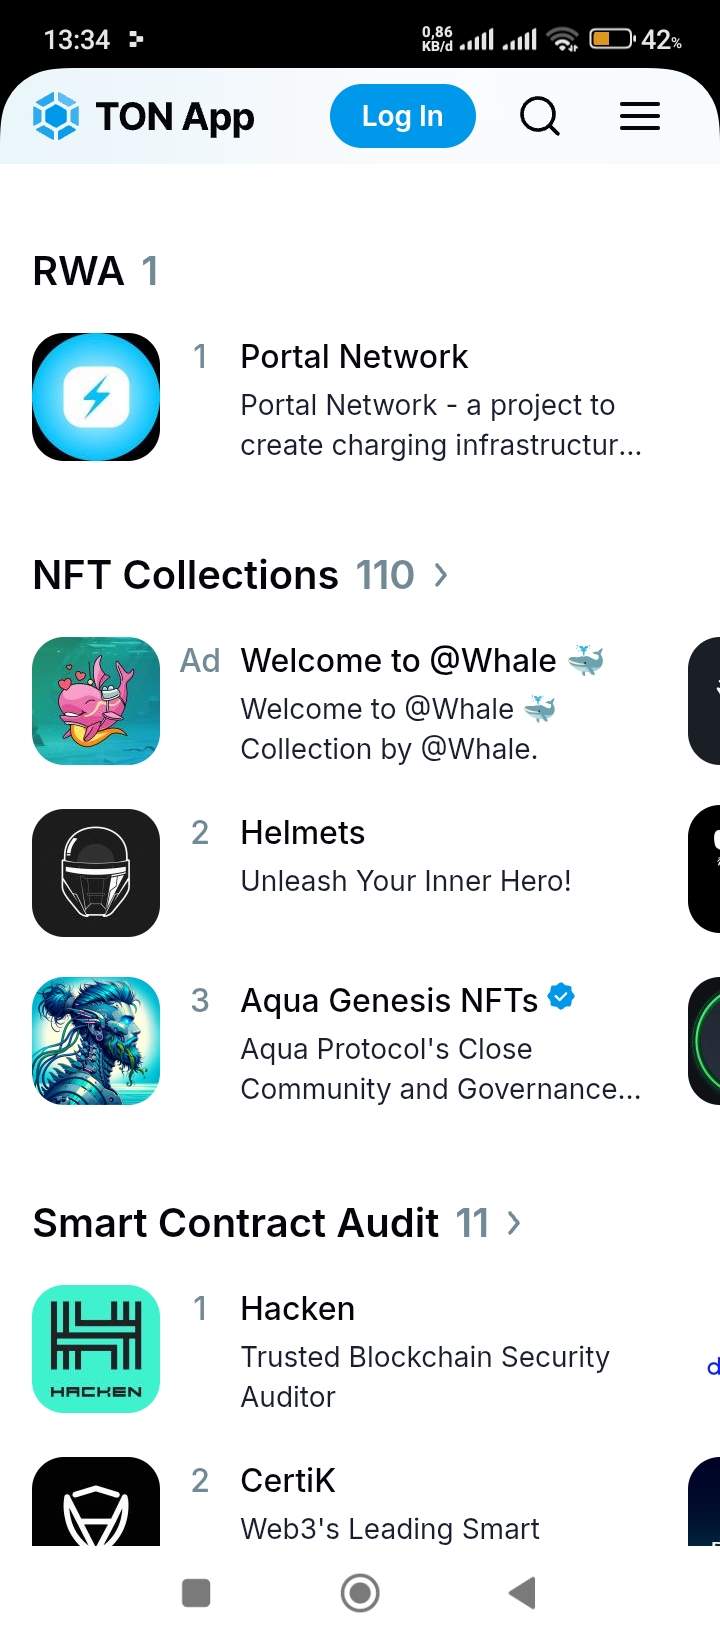 13:34
0,86
KB/d
42%
TON App
Log In
RWA 1
1 Portal Network
Portal Network - a project to
create charging infrastructur...
NFT Collections 110
Ad Welcome to @Whale 🐳
Welcome to @Whale 🐳
Collection by @Whale.
2 Helmets
Unleash Your Inner Hero!
3 Aqua Genesis NFTs
Aqua Protocol's Close
Community and Governance...
Smart Contract Audit 11
1 Hacken
Trusted Blockchain Security
Auditor
HACKEN
2 CertiK
Web3's Leading Smart